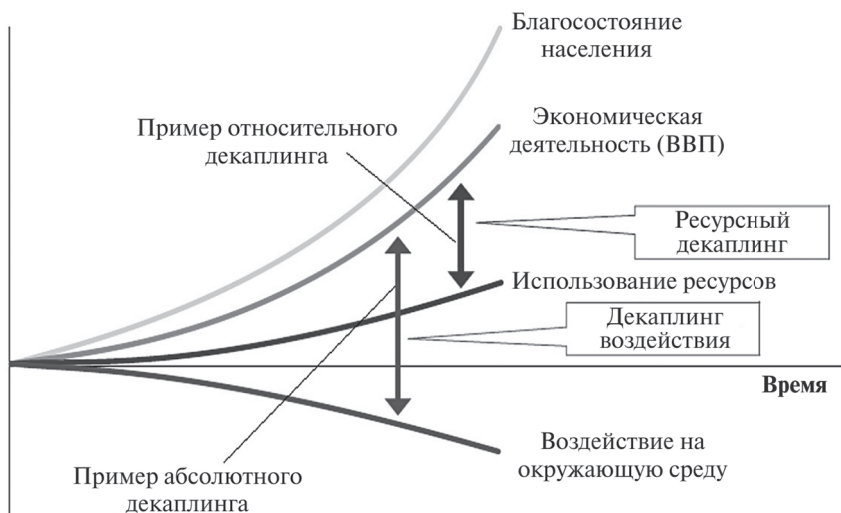 Благосостояние
населения
Экономическая
деятельность (ВВП)
Пример относительного
декаплинга
Ресурсный
декаплинг
Использование ресурсов
Декаплинг
воздействия
Время
Воздействие на
окружающую среду
Пример абсолютного
декаплинга